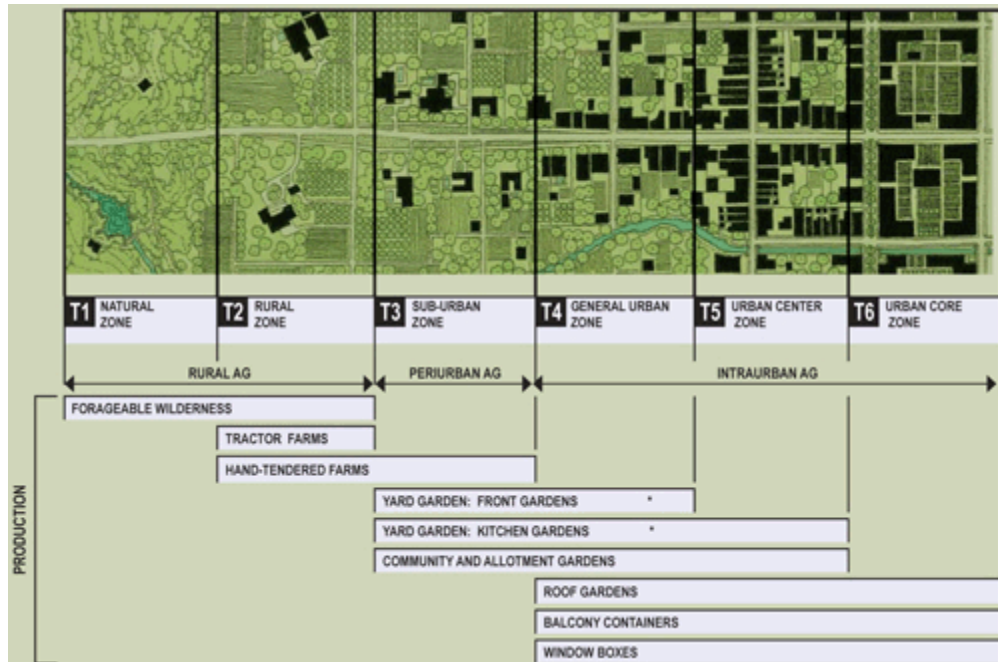 T1 NATURAL ZONE
T2 RURAL ZONE
T3 SUB-URBAN ZONE
T4 GENERAL URBAN ZONE
T5 URBAN CENTER ZONE
T6 URBAN CORE ZONE
RURAL AG
PERIURBAN AG
INTRAURBAN AG
PRODUCTION
FORAGEABLE WILDERNESS
TRACTOR FARMS
HAND-TENDERED FARMS
YARD GARDEN: FRONT GARDENS *
YARD GARDEN: KITCHEN GARDENS *
COMMUNITY AND ALLOTMENT GARDENS
ROOF GARDENS
BALCONY CONTAINERS
WINDOW BOXES